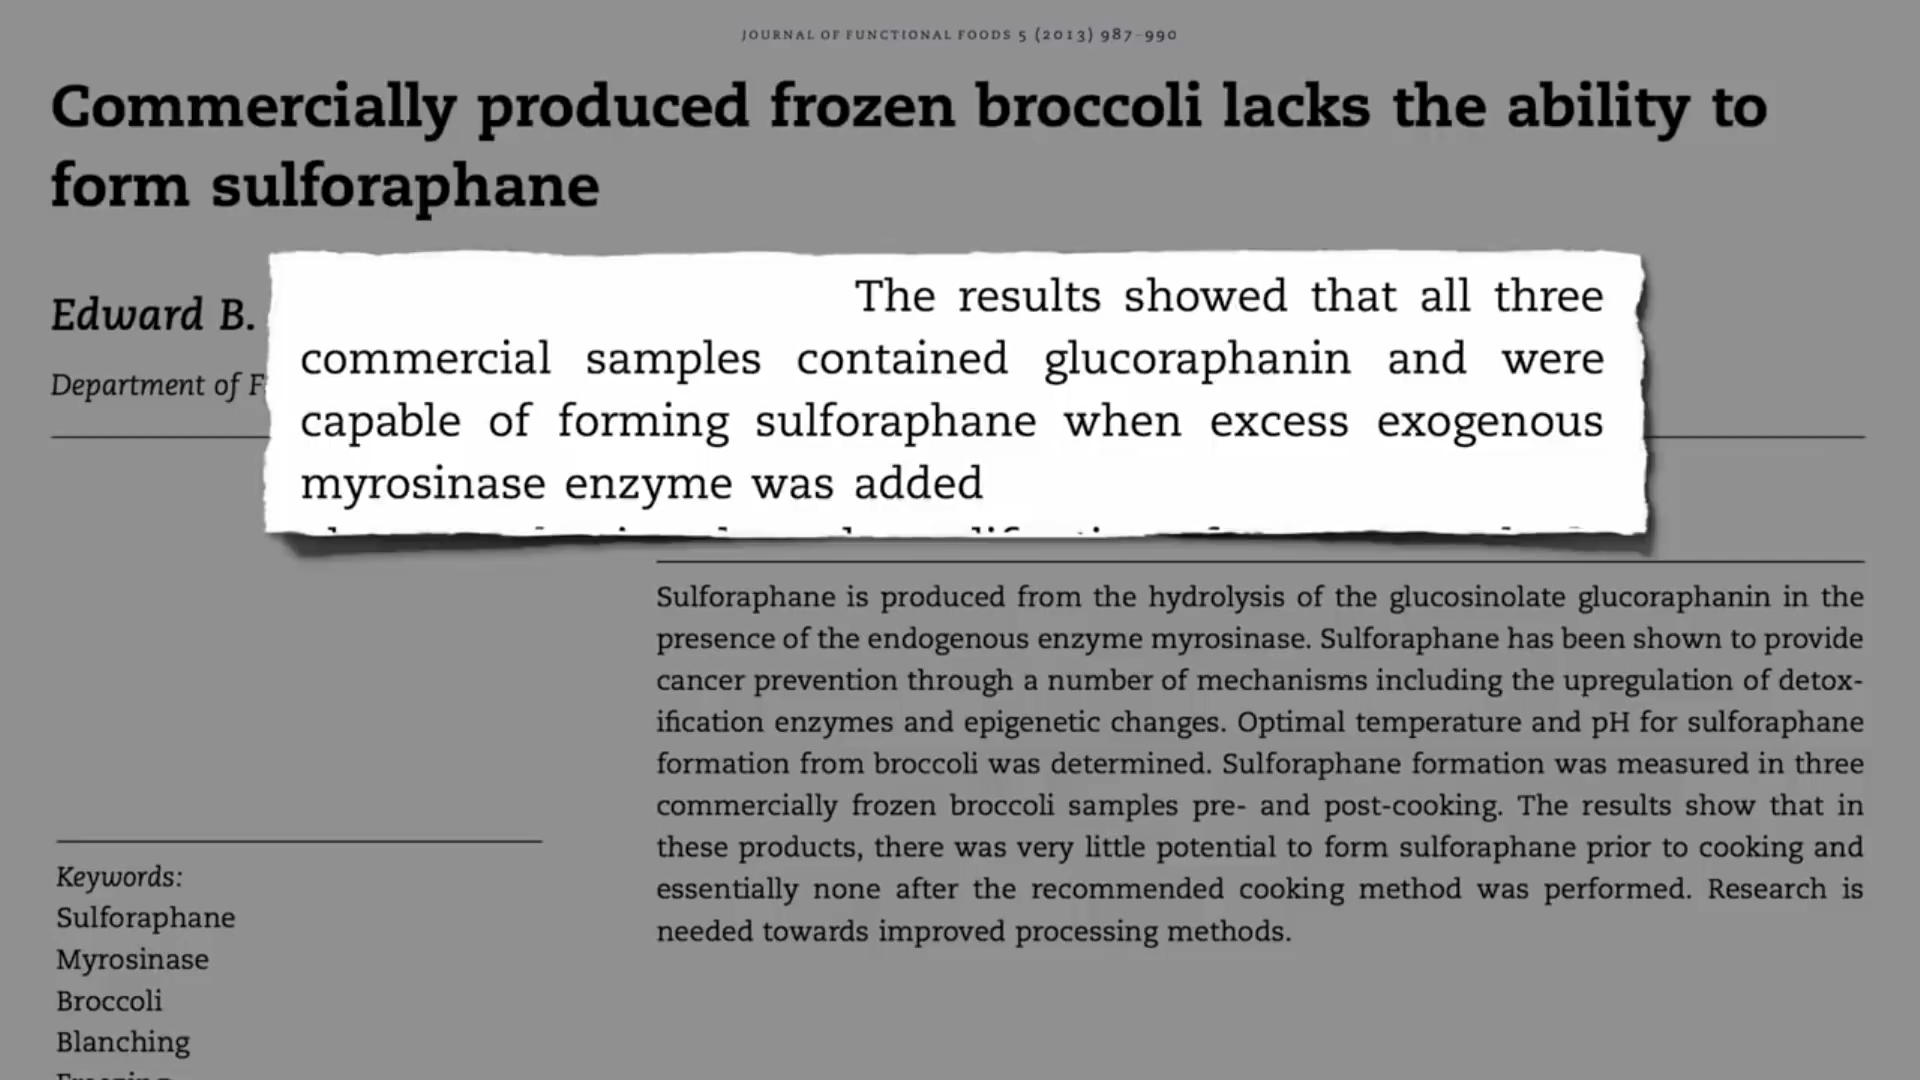 JOURNAL OF FUNCTIONAL FOODS 5 (2013) 987–990
Commercially produced frozen broccoli lacks the ability to
form sulforaphane
Edward B.
Department of F
The results showed that all three
commercial samples contained glucoraphanin and were
capable of forming sulforaphane when excess exogenous
myrosinase enzyme was added
Sulforaphane is produced from the hydrolysis of the glucosinolate glucoraphanin in the
presence of the endogenous enzyme myrosinase. Sulforaphane has been shown to provide
cancer prevention through a number of mechanisms including the upregulation of detox-
ification enzymes and epigenetic changes. Optimal temperature and pH for sulforaphane
formation from broccoli was determined. Sulforaphane formation was measured in three
commercially frozen broccoli samples pre- and post-cooking. The results show that in
these products, there was very little potential to form sulforaphane prior to cooking and
essentially none after the recommended cooking method was performed. Research is
needed towards improved processing methods.
Keywords:
Sulforaphane
Myrosinase
Broccoli
Blanching